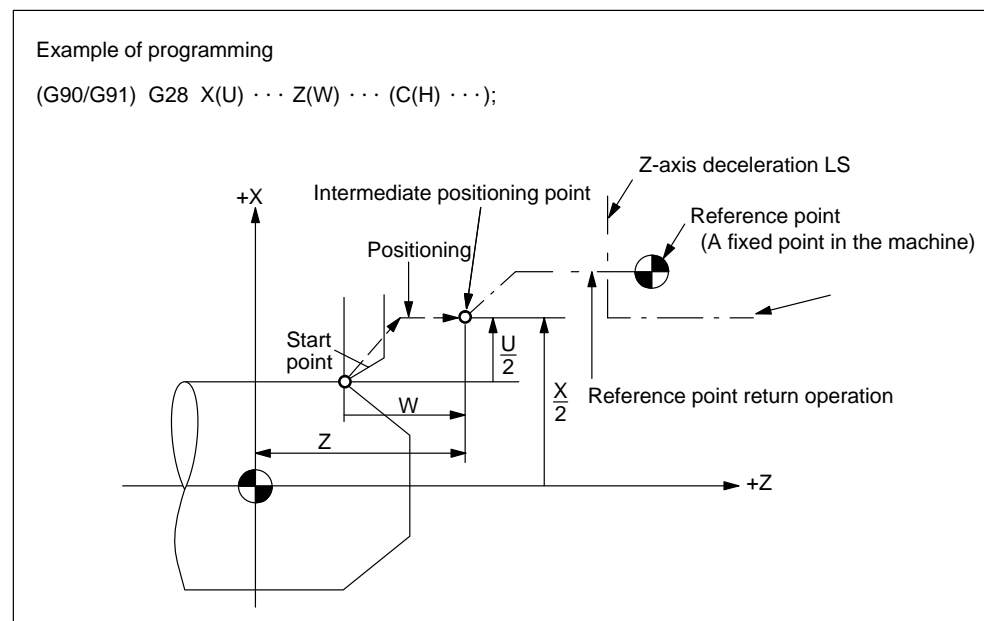 Example of programming
(G90/G91) G28 X(U) ··· Z(W) ··· (C(H) ···);
Z-axis deceleration LS
Intermediate positioning point
+X
Reference point
(A fixed point in the machine)
Positioning
Start
point
U
2
X
2
Reference point return operation
W
Z
+Z